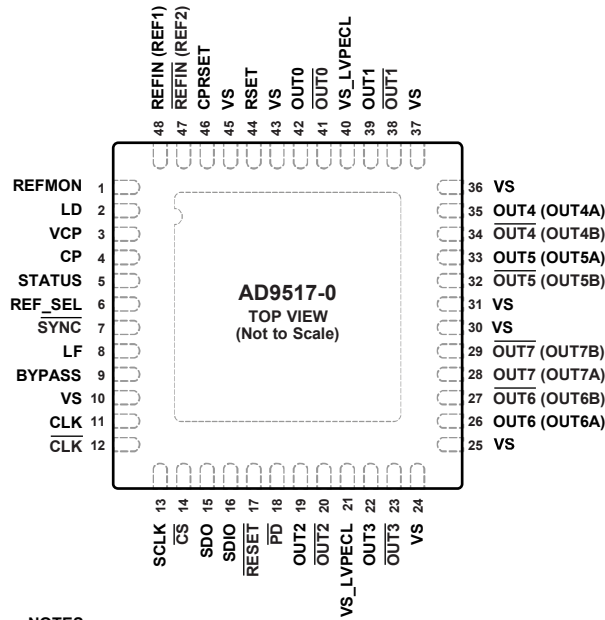 REFIN (REF1)
REFIN (REF2)
CPRSET
VS
RSET
VS
OUT0
OUT0
VS_LVPECL
OUT1
OUT1
VS
48 47 46 45 44 43 42 41 40 39 38 37
REFMON 1
LD 2
VCP 3
CP 4
STATUS 5
REF_SEL 6
SYNC 7
LF 8
BYPASS 9
VS 10
CLK 11
CLK 12
AD9517-0
TOP VIEW
(Not to Scale)
36 VS
35 OUT4 (OUT4A)
34 OUT4 (OUT4B)
33 OUT5 (OUT5A)
32 OUT5 (OUT5B)
31 VS
30 VS
29 OUT7 (OUT7B)
28 OUT7 (OUT7A)
27 OUT6 (OUT6B)
26 OUT6 (OUT6A)
25 VS
SCLK 13
CS 14
SDO 15
SDIO 16
RESET 17
PD 18
OUT2 19
OUT2 20
VS_LVPECL 21
OUT3 22
OUT3 23
VS 24